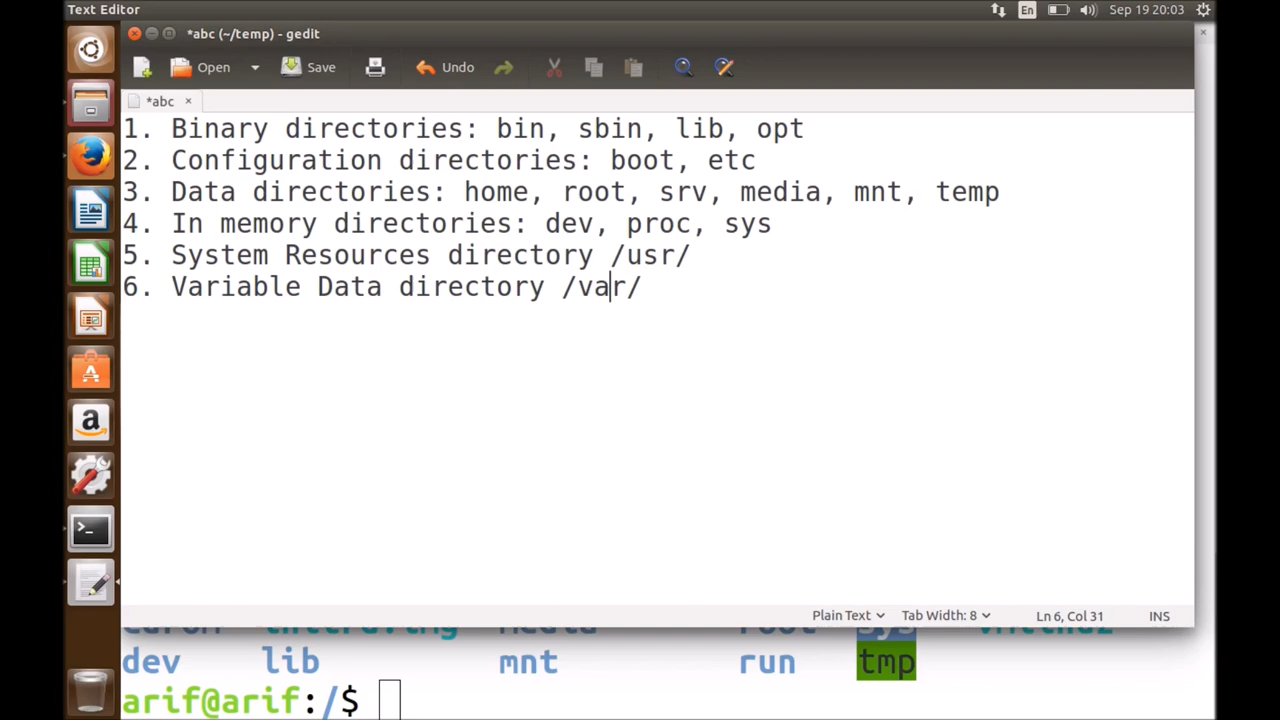 Text Editor En Sep 19 20:03
*abc (~/temp) - gedit
Open Save Undo
*abc ×
1. Binary directories: bin, sbin, lib, opt
2. Configuration directories: boot, etc
3. Data directories: home, root, srv, media, mnt, temp
4. In memory directories: dev, proc, sys
5. System Resources directory /usr/
6. Variable Data directory /var/
Plain Text Tab Width: 8 Ln 6, Col 31 INS
dev lib mnt run tmp
arif@arif:/$